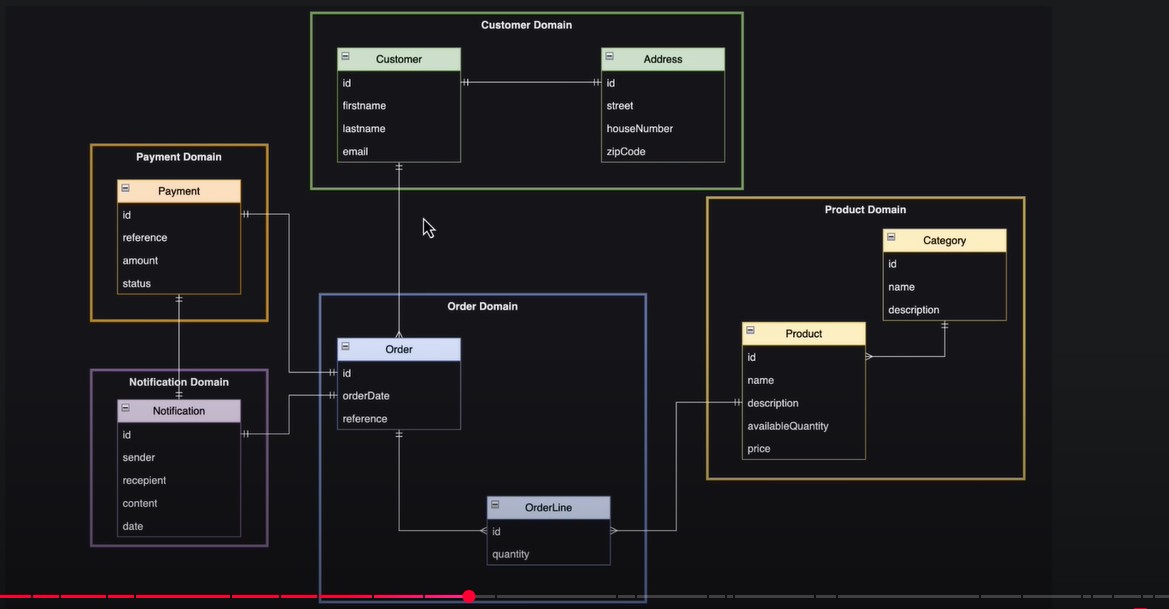 Customer Domain
Customer
id
firstname
lastname
email
Address
id
street
houseNumber
zipCode
Payment Domain
Payment
id
reference
amount
status
Product Domain
Category
id
name
description
Product
id
name
description
availableQuantity
price
Order Domain
Order
id
orderDate
reference
OrderLine
id
quantity
Notification Domain
Notification
id
sender
recepient
content
date